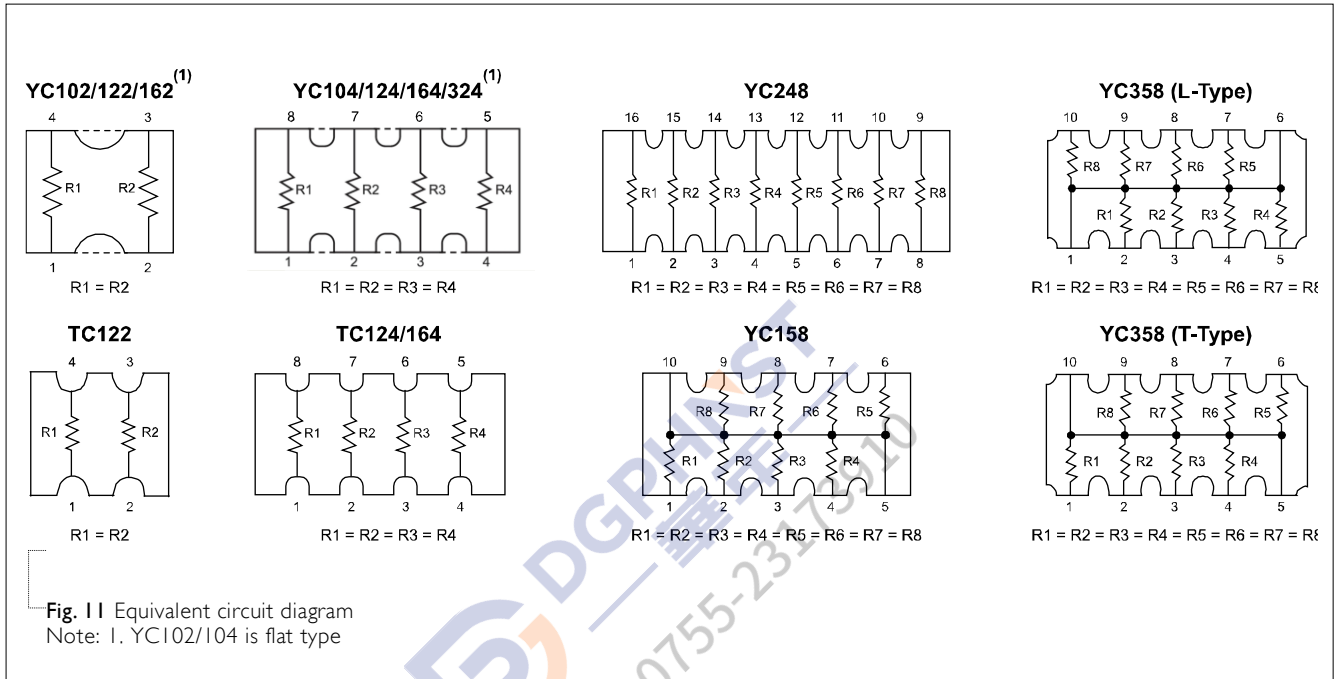 YC102/122/162(1)
4 3
R1 R2
1 2
R1 = R2
YC104/124/164/324(1)
8 7 6 5
R1 R2 R3 R4
1 2 3 4
R1 = R2 = R3 = R4
YC248
16 15 14 13 12 11 10 9
R1 R2 R3 R4 R5 R6 R7 R8
1 2 3 4 5 6 7 8
R1 = R2 = R3 = R4 = R5 = R6 = R7 = R8
YC358 (L-Type)
10 9 8 7 6
R8 R7 R6 R5
R1 R2 R3 R4
1 2 3 4 5
R1 = R2 = R3 = R4 = R5 = R6 = R7 = R8
TC122
4 3
R1 R2
1 2
R1 = R2
TC124/164
8 7 6 5
R1 R2 R3 R4
1 2 3 4
R1 = R2 = R3 = R4
YC158
10 9 8 7 6
R8 R7 R6 R5
R1 R2 R3 R4
1 2 3 4 5
R1 = R2 = R3 = R4 = R5 = R6 = R7 = R8
YC358 (T-Type)
10 9 8 7 6
R8 R7 R6 R5
R1 R2 R3 R4
1 2 3 4 5
R1 = R2 = R3 = R4 = R5 = R6 = R7 = R8
Fig. 11 Equivalent circuit diagram
Note: 1. YC102/104 is flat type
DGPHNST
0755-23173910